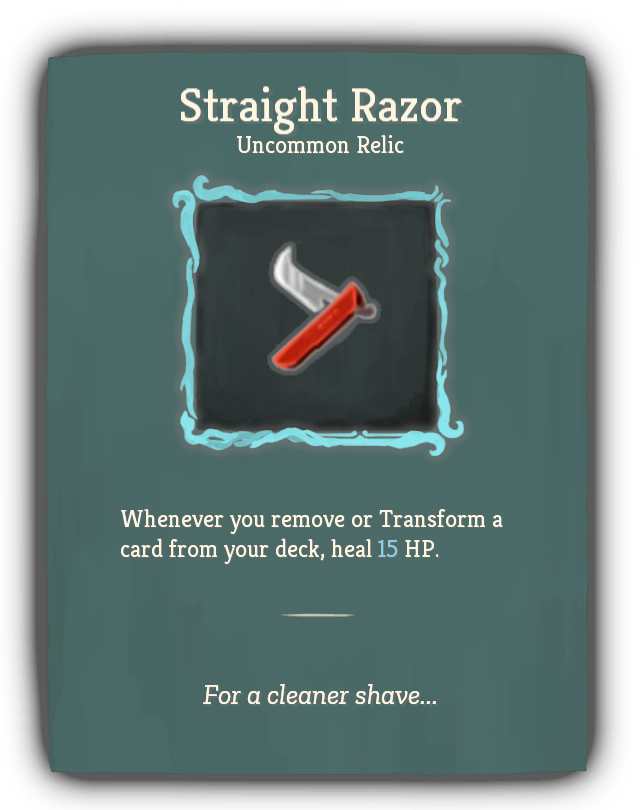 Straight Razor
Uncommon Relic
Whenever you remove or Transform a
card from your deck, heal 15 HP.
For a cleaner shave...